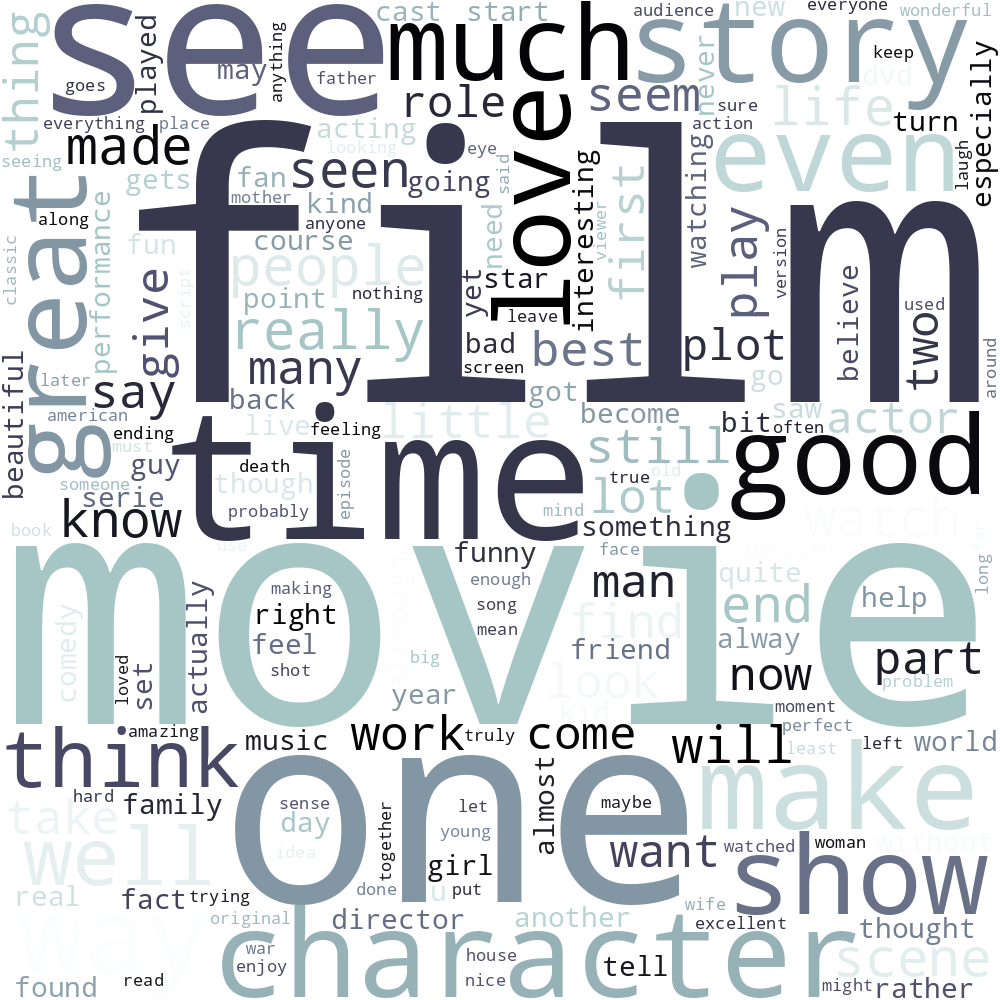 see
much
story
cast
start
audience
new
everyone
wonderful
thing
goes
played
may
anything
father
role
love
seem
never
sure
keep
dvd
life
especially
everything
place
made
seeing
acting
looking
eye
action
turn
even
laugh
seen
going
said
interesting
watching
gets
fan
mother
kind
anyone
need
viewer
first
great
along
performance
film
course
people
fun
classic
script
give
point
nothing
yet
star
leave
play
version
believe
used
two
really
bad
screen
best
plot
around
many
say
later
back
got
go
beautiful
american
ending
must
live
feeling
little
become
bit
saw
often
actor
time
still
good
guy
death
someone
serie
though
episode
true
old
lot
probably
mind
know
something
watch
book
use
movie
funny
face
better
long
far
enough
quite
making
song
man
end
help
comedy
loved
set
actually
right
feel
mean
find
friend
alway
shot
big
look
now
part
problem
year
kid
moment
perfect
think
amazing
music
work
truly
come
will
least
left
world
hard
family
one
almost
make
take
sense
day
let
maybe
young
together
idea
well
girl
want
watched
woman
without
show
real
fact
trying
done
u
put
original
director
another
wife
excellent
thought
way
war
enjoy
character
house
nice
tell
scene
found
read
might
rather